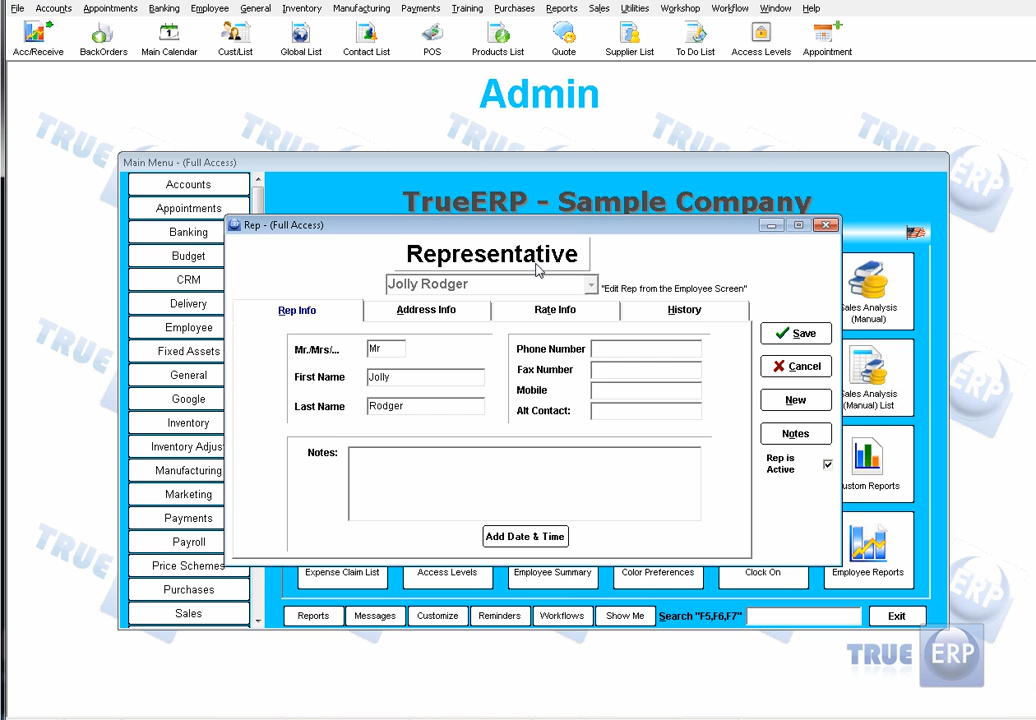 File Accounts Appointments Banking Employee General Inventory Manufacturing Payments Training Purchases Reports Sales Utilities Workshop Workflow Window Help
Acc/Receive BackOrders Main Calendar Cust/List Global List Contact List POS Products List Quote Supplier List To Do List Access Levels Appointment
Admin
Main Menu - (Full Access)
TrueERP - Sample Company
Accounts
Appointments
Banking
Budget
CRM
Delivery
Employee
Fixed Assets
General
Google
Inventory
Inventory Adjus
Manufacturing
Marketing
Payments
Payroll
Price Schemes
Purchases
Sales
Rep - (Full Access)
Representative
Jolly Rodger
"Edit Rep from the Employee Screen"
Rep Info Address Info Rate Info History
Mr./Mrs/... Mr
First Name Jolly
Last Name Rodger
Phone Number
Fax Number
Mobile
Alt Contact:
Notes:
Add Date & Time
Save
Cancel
New
Notes
Rep is
Active
Sales Analysis
(Manual)
Sales Analysis
(Manual) List
ustom Reports
Employee Reports
Expense Claim List Access Levels Employee Summary Color Preferences Clock On
Reports Messages Customize Reminders Workflows Show Me Search "F5,F6,F7" Exit
TRUE ERP